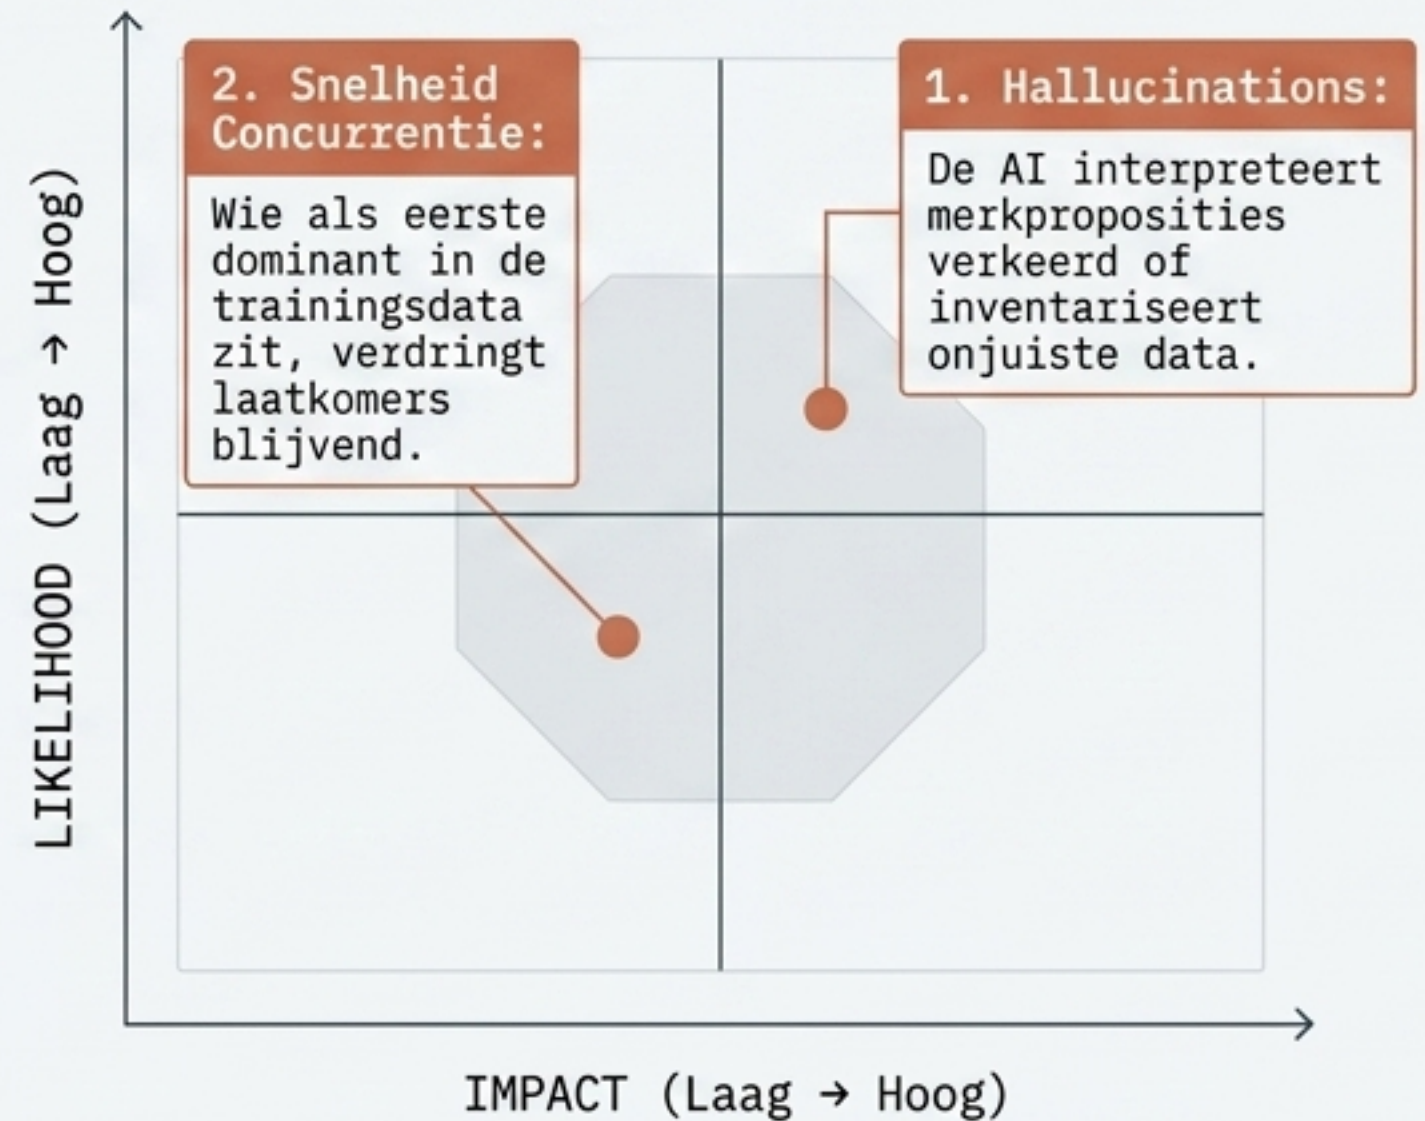 2. Snelheid
Concurrentie:
Wie als eerste
dominant in de
trainingsdata
zit, verdringt
laatkomers
blijvend.
1. Hallucinations:
De AI interpreteert
merkproposities
verkeerd of
inventariseert
onjuiste data.
LIKELIHOOD (Laag → Hoog)
IMPACT (Laag → Hoog)